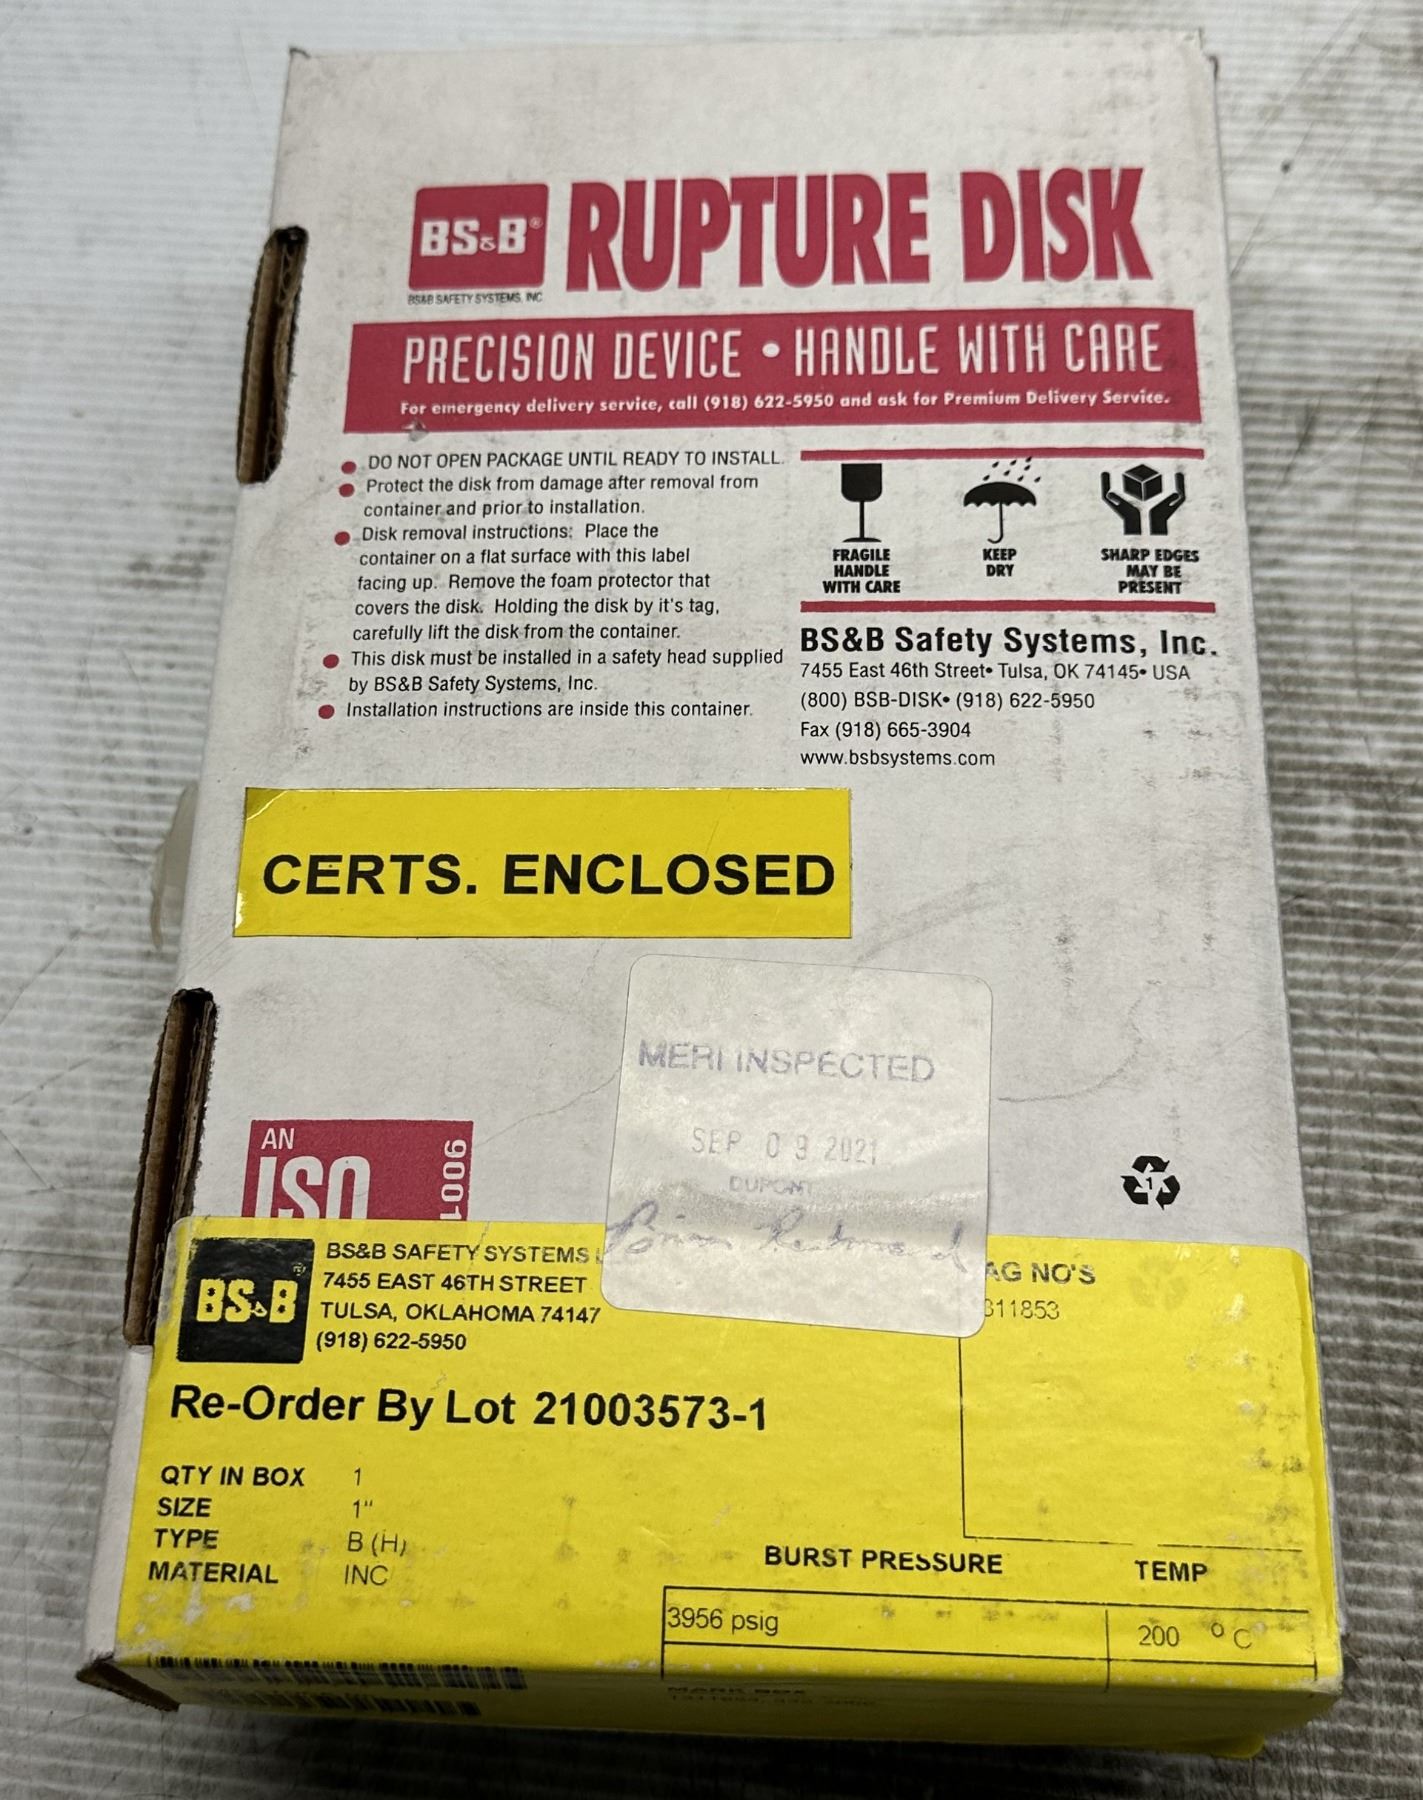 BS&B®
BS&B SAFETY SYSTEMS, INC
RUPTURE DISK
PRECISION DEVICE • HANDLE WITH CARE
For emergency delivery service, call (918) 622-5950 and ask for Premium Delivery Service.
• DO NOT OPEN PACKAGE UNTIL READY TO INSTALL.
• Protect the disk from damage after removal from
container and prior to installation.
• Disk removal instructions: Place the
container on a flat surface with this label
facing up. Remove the foam protector that
covers the disk. Holding the disk by it's tag,
carefully lift the disk from the container.
• This disk must be installed in a safety head supplied
by BS&B Safety Systems, Inc.
• Installation instructions are inside this container.
FRAGILE
HANDLE
WITH CARE
KEEP
DRY
SHARP EDGES
MAY BE
PRESENT
BS&B Safety Systems, Inc.
7455 East 46th Street• Tulsa, OK 74145• USA
(800) BSB-DISK• (918) 622-5950
Fax (918) 665-3904
www.bsbsystems.com
CERTS. ENCLOSED
MERI INSPECTED
SEP 09 2021
DUPONT
AN
ISO
9001
1
BS&B®
BS&B SAFETY SYSTEMS
7455 EAST 46TH STREET
TULSA, OKLAHOMA 74147
(918) 622-5950
AG NO'S
311853
Re-Order By Lot 21003573-1
QTY IN BOX 1
SIZE 1"
TYPE B (H)
MATERIAL INC
BURST PRESSURE TEMP
3956 psig 200 °C
MARK BOX